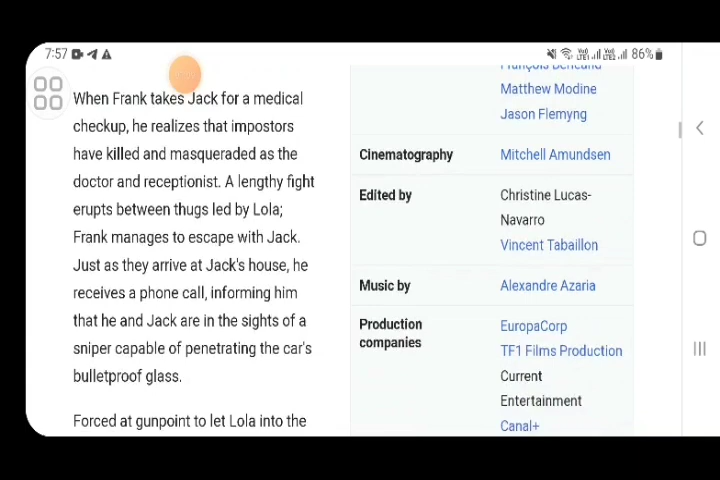 7:57 86%
When Frank takes Jack for a medical
checkup, he realizes that impostors
have killed and masqueraded as the
doctor and receptionist. A lengthy fight
erupts between thugs led by Lola;
Frank manages to escape with Jack.
Just as they arrive at Jack's house, he
receives a phone call, informing him
that he and Jack are in the sights of a
sniper capable of penetrating the car's
bulletproof glass.
Forced at gunpoint to let Lola into the
Matthew Modine
Jason Flemyng
Cinematography Mitchell Amundsen
Edited by Christine Lucas-
Navarro
Vincent Tabaillon
Music by Alexandre Azaria
Production EuropaCorp
companies TF1 Films Production
Current
Entertainment
Canal+